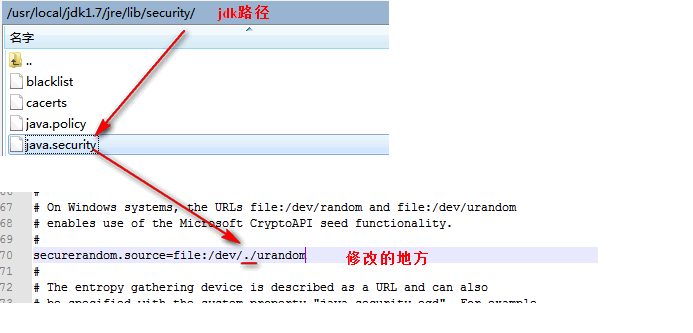 /usr/local/jdk1.7/jre/lib/security/ jdk路径
名字
..
blacklist
cacerts
java.policy
java.security
#
67 # On Windows systems, the URLs file:/dev/random and file:/dev/urandom
68 # enables use of the Microsoft CryptoAPI seed functionality.
69 #
70 securerandom.source=file:/dev/./urandom 修改的地方
71 #
72 # The entropy gathering device is described as a URL and can also
73 # be specified with the system property "java.security.egd". For example